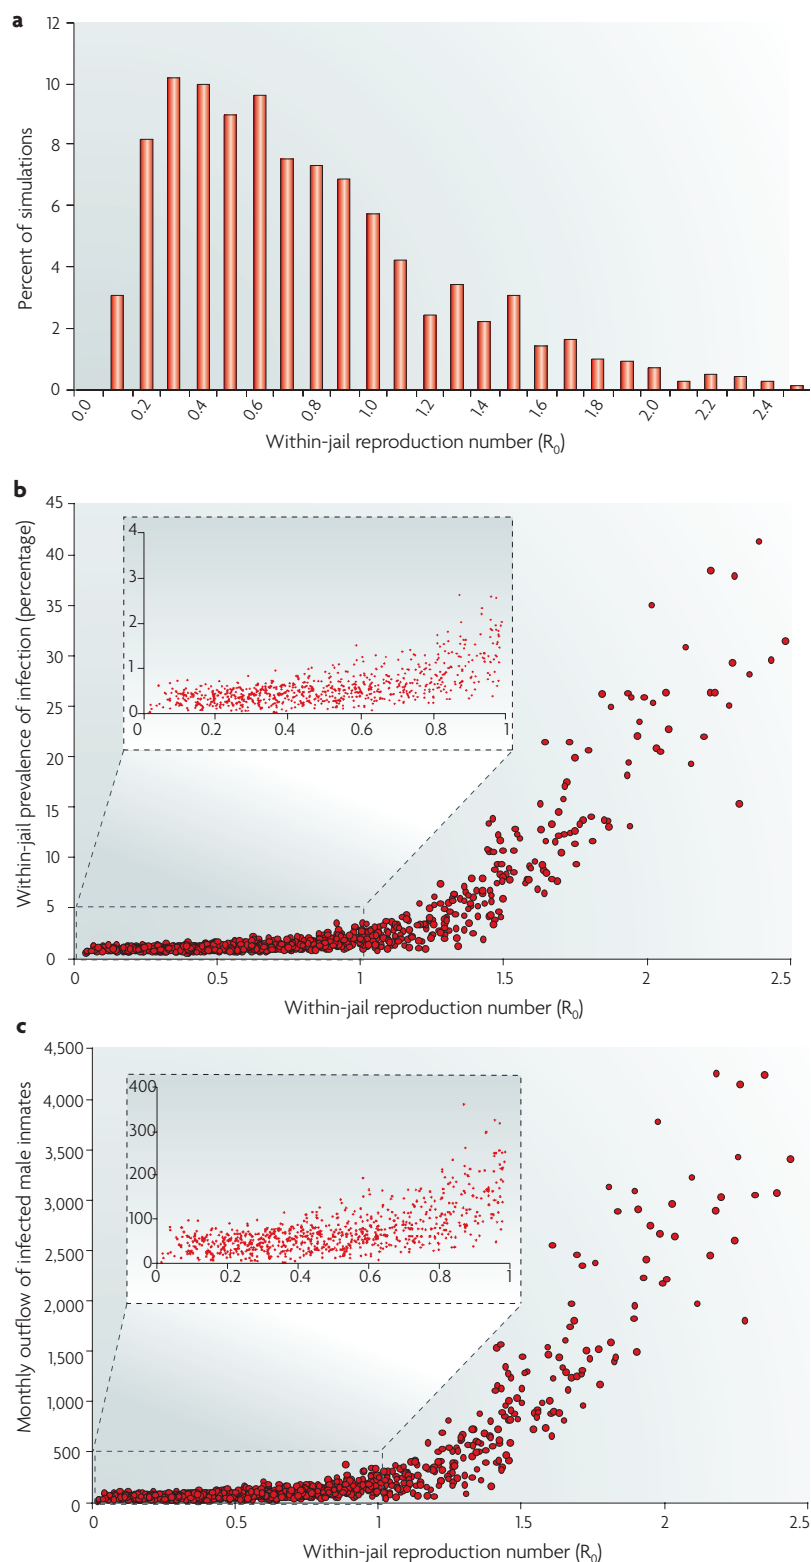 a
12
10
8
6
4
2
0
Percent of simulations
0.0 0.2 0.4 0.6 0.8 1.0 1.2 1.4 1.6 1.8 2.0 2.2 2.4
Within-jail reproduction number (R₀)
b
45
40
35
30
25
20
15
10
5
0
Within-jail prevalence of infection (percentage)
4
3
2
1
0
0 0.2 0.4 0.6 0.8 1
0 0.5 1 1.5 2 2.5
Within-jail reproduction number (R₀)
c
4,500
4,000
3,500
3,000
2,500
2,000
1,500
1,000
500
0
Monthly outflow of infected male inmates
400
300
200
100
0
0 0.2 0.4 0.6 0.8 1
0 0.5 1 1.5 2 2.5
Within-jail reproduction number (R₀)